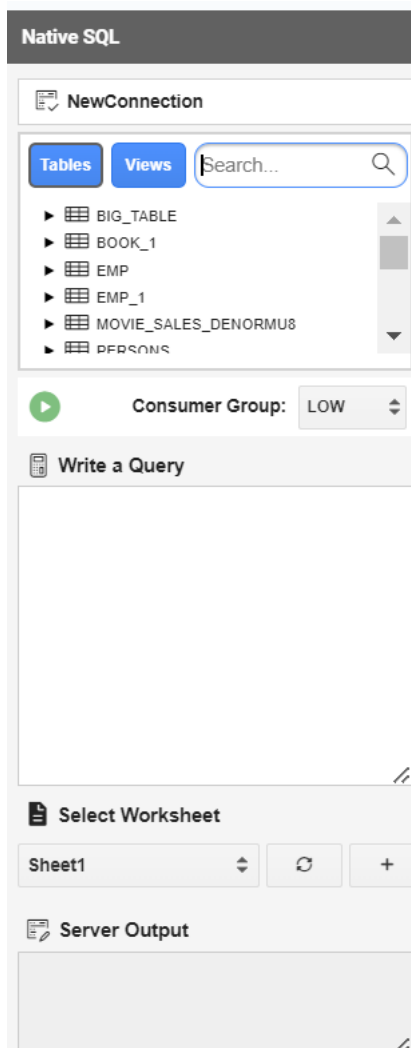 Native SQL
NewConnection
Tables Views Search...
BIG_TABLE
BOOK_1
EMP
EMP_1
MOVIE_SALES_DENORMU8
PERSONS
Consumer Group: LOW
Write a Query
Select Worksheet
Sheet1 +
Server Output